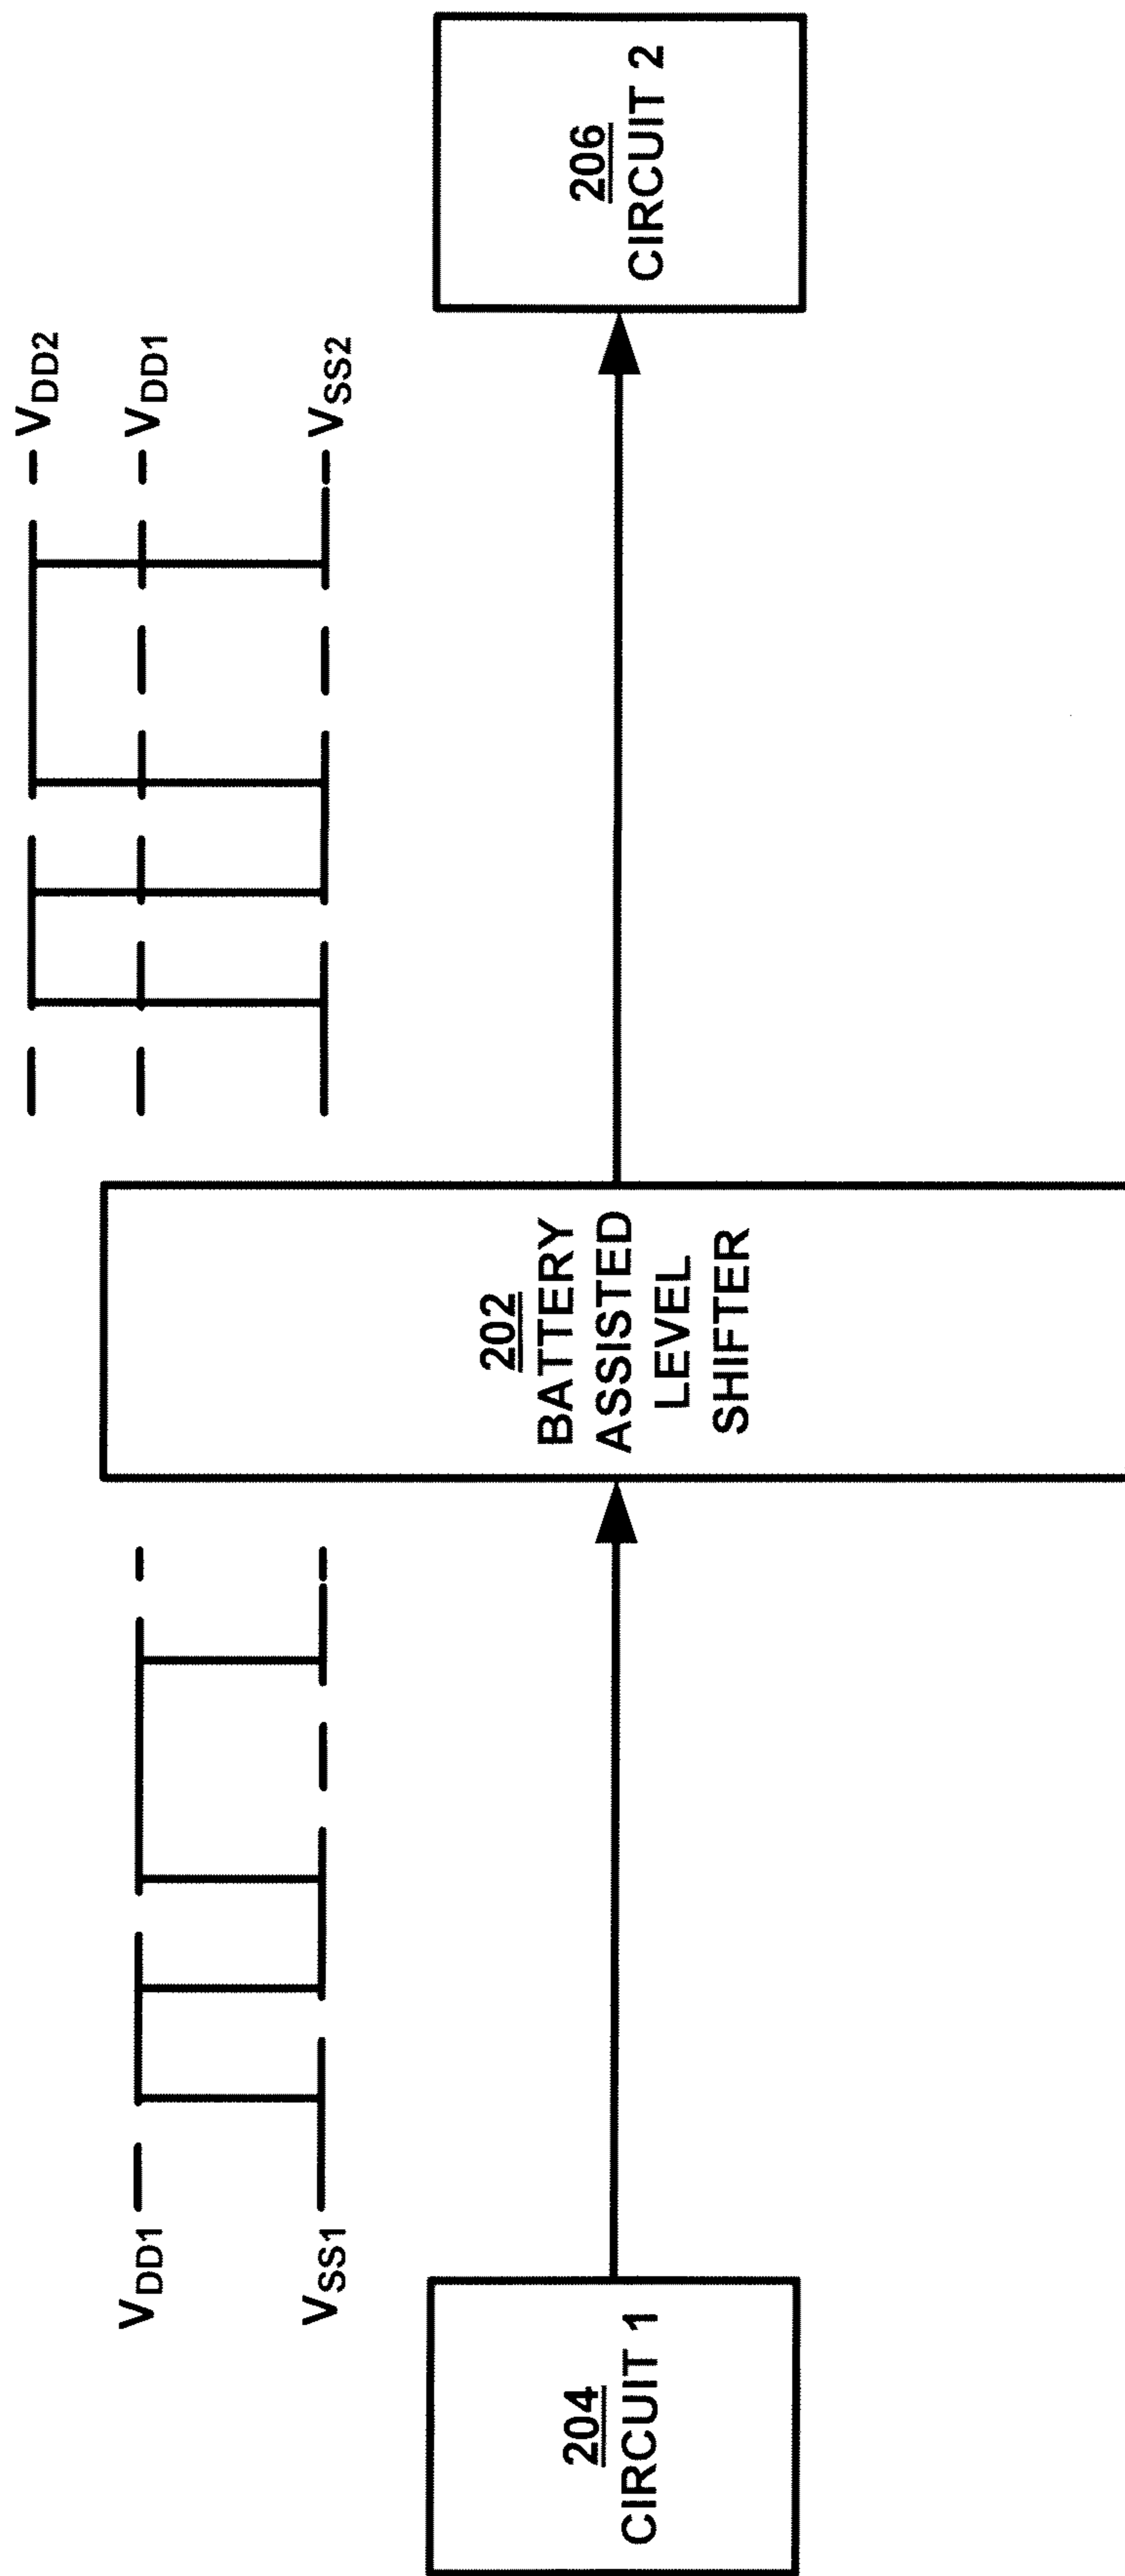 VDD1
VSS1
204
CIRCUIT 1
202
BATTERY
ASSISTED
LEVEL
SHIFTER
VDD2
VDD1
VSS2
206
CIRCUIT 2